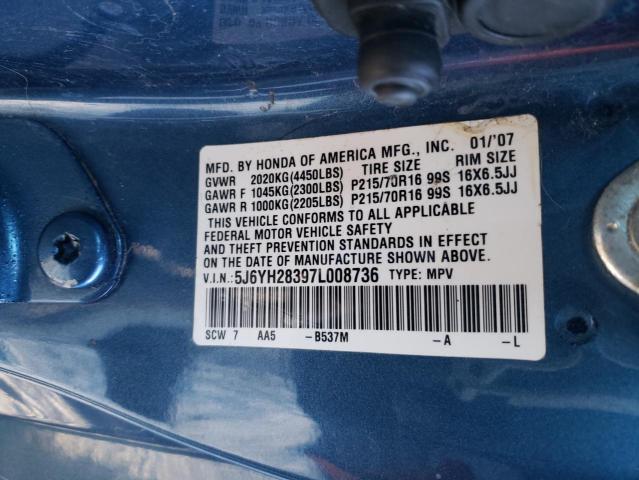 MFD. BY HONDA OF AMERICA MFG., INC. 01/'07
GVWR 2020KG(4450LBS) TIRE SIZE RIM SIZE
GAWR F 1045KG(2300LBS) P215/70R16 99S 16X6.5JJ
GAWR R 1000KG(2205LBS) P215/70R16 99S 16X6.5JJ
THIS VEHICLE CONFORMS TO ALL APPLICABLE
FEDERAL MOTOR VEHICLE SAFETY
AND THEFT PREVENTION STANDARDS IN EFFECT
ON THE DATE OF MANUFACTURE SHOWN ABOVE.
V.I.N.:5J6YH28397L008736 TYPE: MPV
SCW 7 AA5 -B537M -A -L